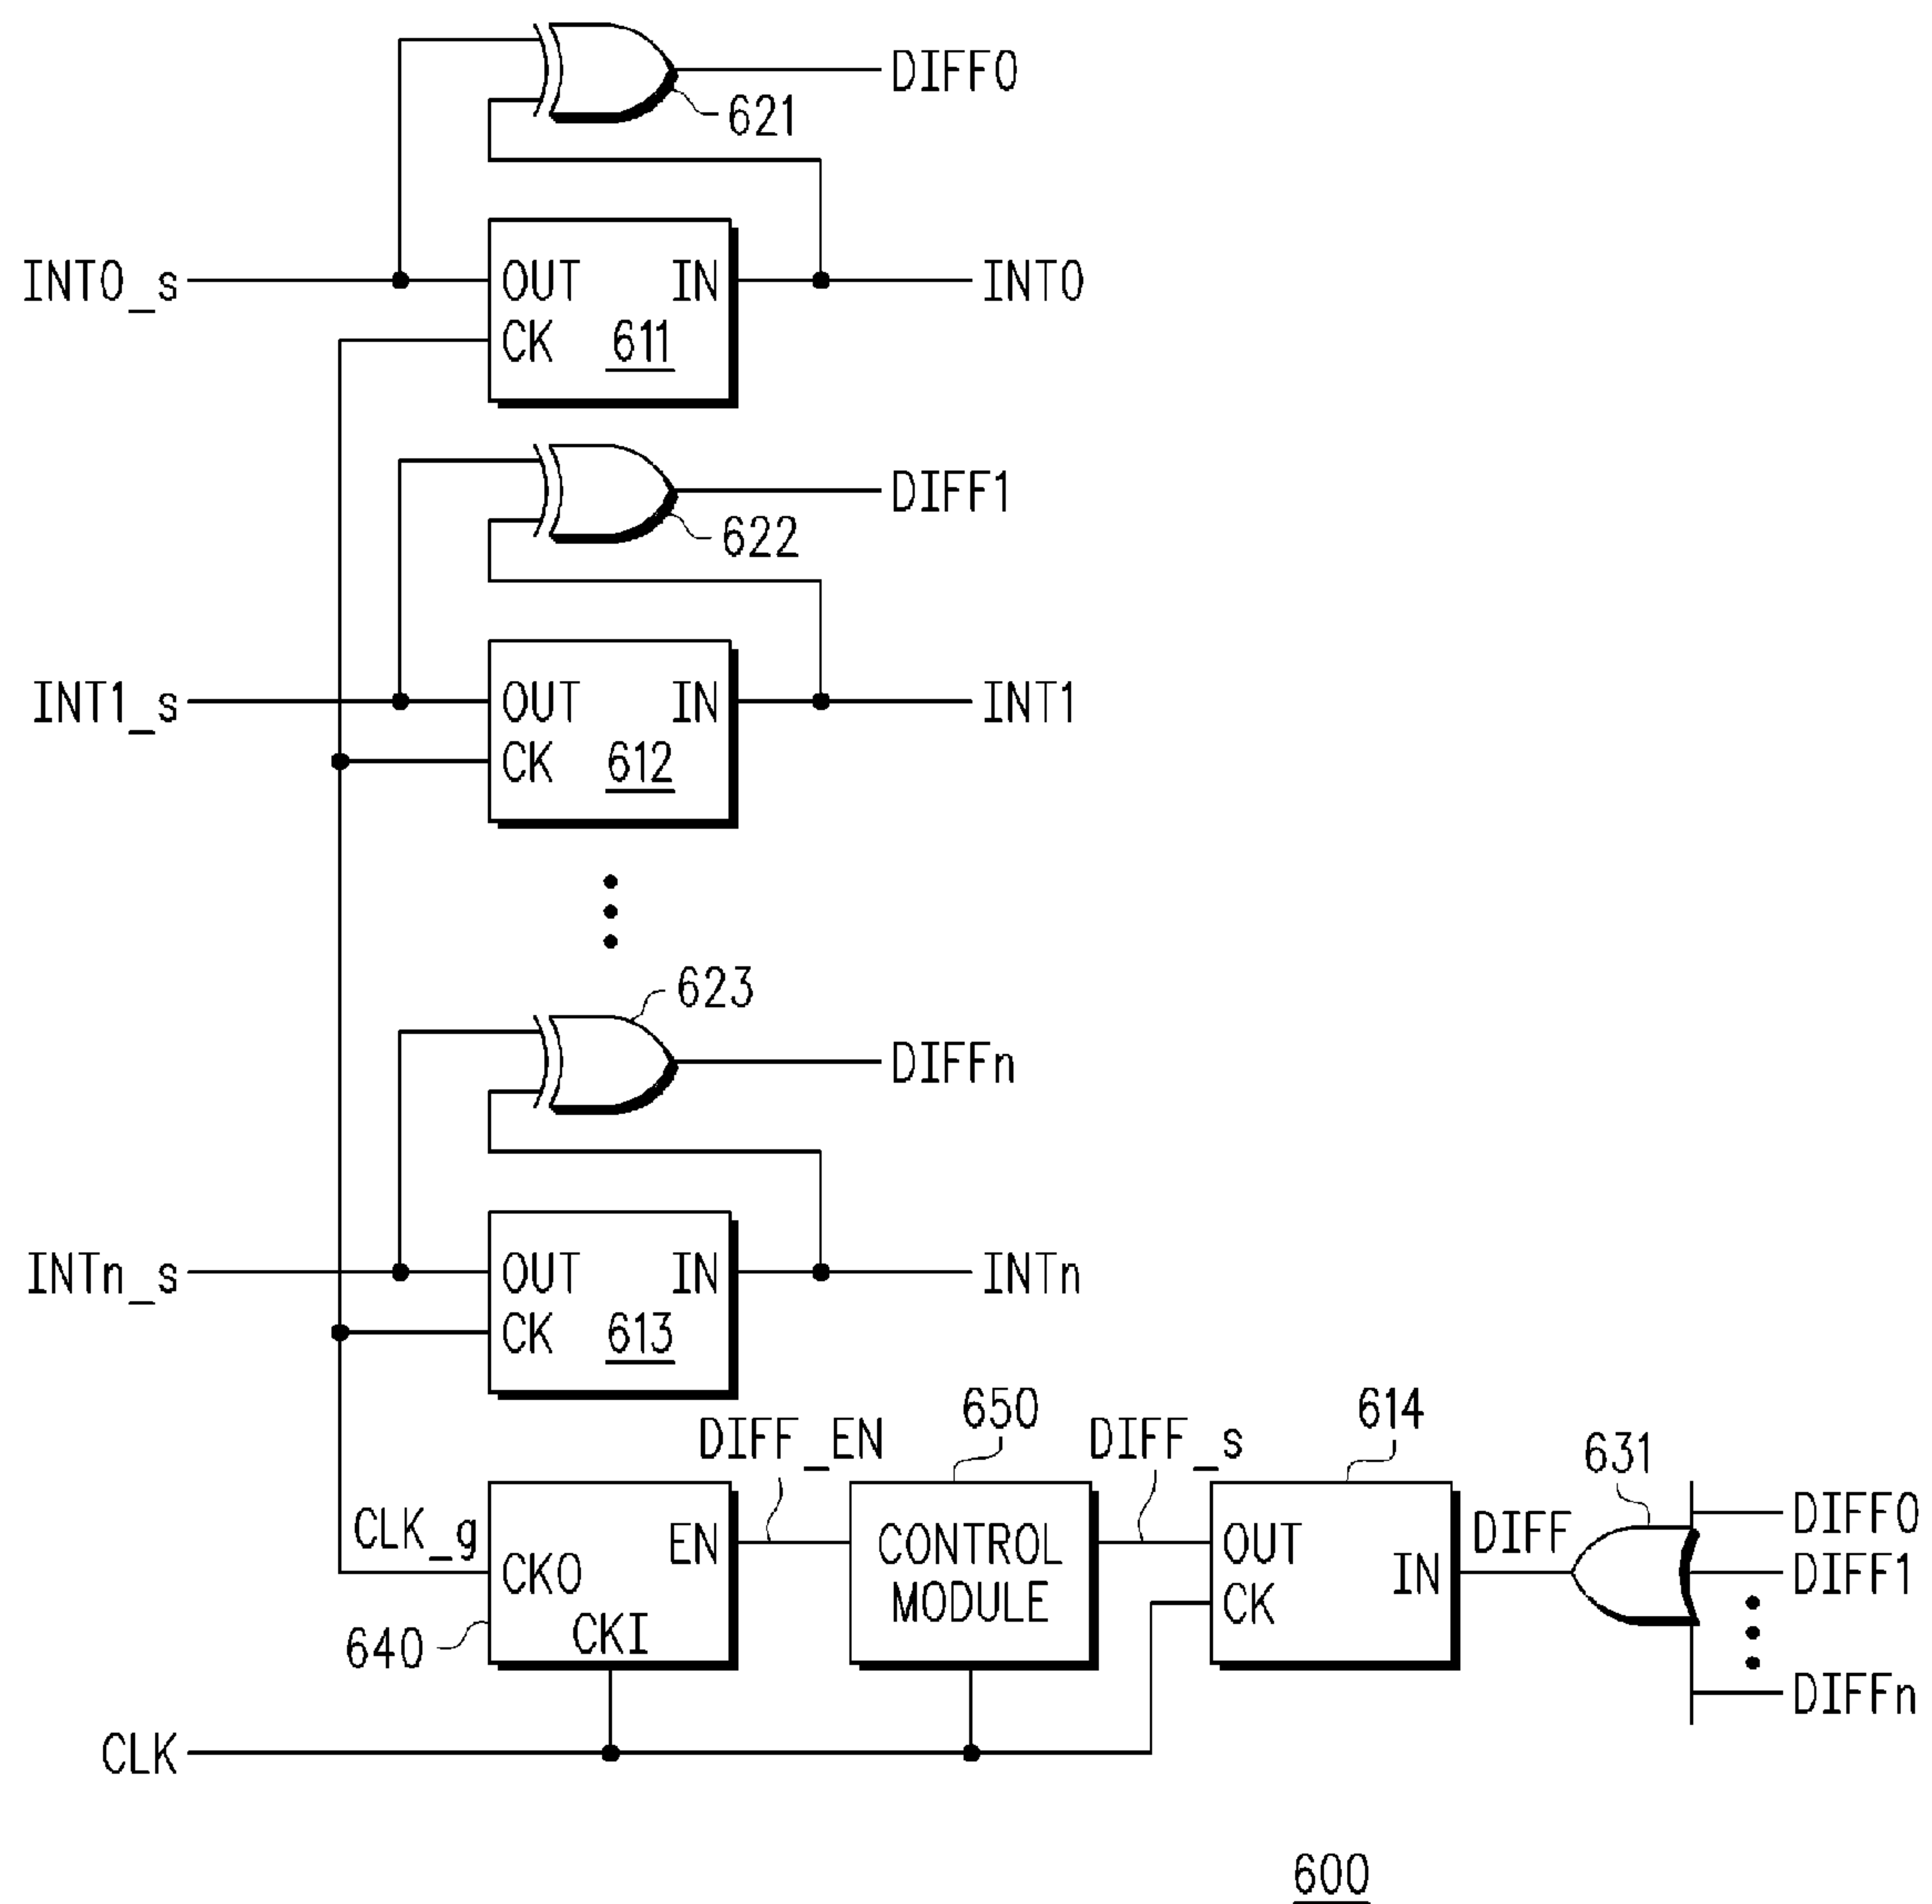 DIFF0
621
INT0_s
OUT IN
CK 611
INT0
DIFF1
622
INT1_s
OUT IN
CK 612
INT1
623
DIFFn
INTn_s
OUT IN
CK 613
INTn
DIFF_EN
650
DIFF_s
614
631
CLK_g
EN
CKO
CKI
640
CONTROL
MODULE
OUT
IN
CK
DIFF
DIFF0
DIFF1
DIFFn
CLK
600